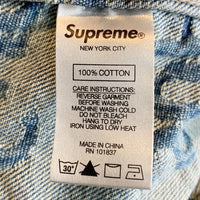 Supreme®
NEW YORK CITY
100% COTTON
CARE INSTRUCTIONS:
REVERSE GARMENT
BEFORE WASHING
MACHINE WASH COLD
DO NOT BLEACH
HANG TO DRY
IRON USING LOW HEAT
MADE IN CHINA
RN 101837
30°